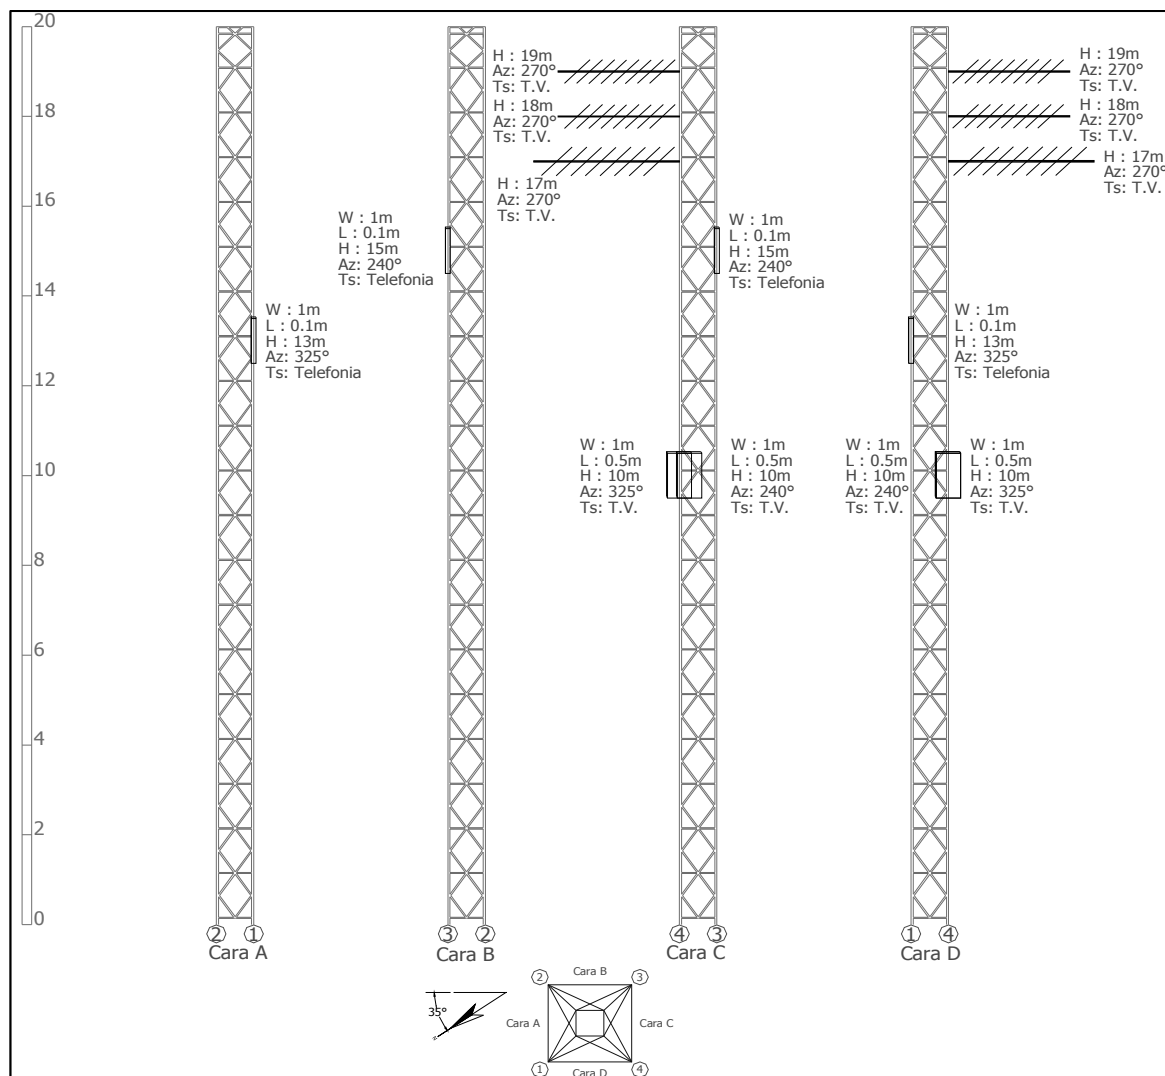 20
18
16
14
12
10
8
6
4
2
0
W : 1m
L : 0.1m
H : 13m
Az: 325°
Ts: Telefonia
2
1
Cara A
W : 1m
L : 0.1m
H : 15m
Az: 240°
Ts: Telefonia
3
2
Cara B
H : 19m
Az: 270°
Ts: T.V.
H : 18m
Az: 270°
Ts: T.V.
H : 17m
Az: 270°
Ts: T.V.
W : 1m
L : 0.1m
H : 15m
Az: 240°
Ts: Telefonia
W : 1m
L : 0.5m
H : 10m
Az: 325°
Ts: T.V.
W : 1m
L : 0.5m
H : 10m
Az: 240°
Ts: T.V.
4
3
Cara C
H : 19m
Az: 270°
Ts: T.V.
H : 18m
Az: 270°
Ts: T.V.
H : 17m
Az: 270°
Ts: T.V.
W : 1m
L : 0.1m
H : 13m
Az: 325°
Ts: Telefonia
W : 1m
L : 0.5m
H : 10m
Az: 240°
Ts: T.V.
W : 1m
L : 0.5m
H : 10m
Az: 325°
Ts: T.V.
1
4
Cara D
35°
2
Cara B
3
Cara A
Cara C
1
Cara D
4